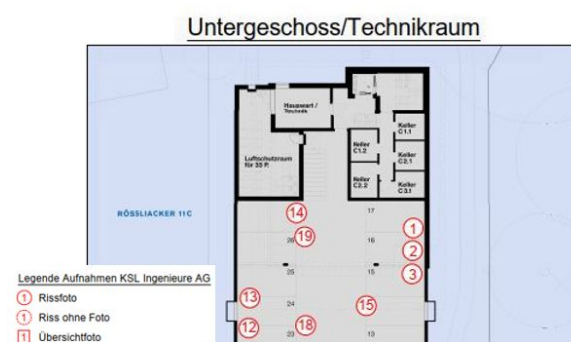 Untergeschoss/Technikraum
Hauswart /
Technik
Keller
C1.1
Keller
C1.2
Keller
C2.1
Luftschutzraum
für 33 P.
Keller
C2.2
Keller
C3.1
RÖSSLIACKER 11C
14
17
1
19
16
2
25
15
3
Legende Aufnahmen KSL Ingenieure AG
1 Rissfoto
13
24
15
1 Riss ohne Foto
12
23
18
13
1 Übersichtfoto